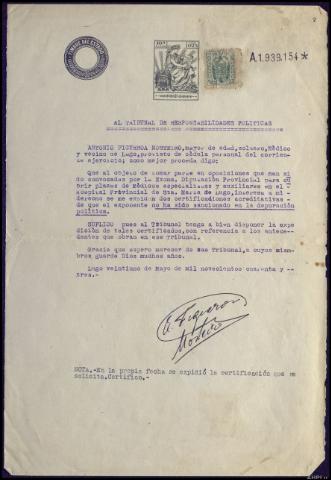 TIMBRE DEL ESTADO
A1.939.154*
AL TRIBUNAL DE RESPONSABILIDADES POLITICAS
ANTONIO FIGUEROA MONTERO, mayor de edad, soltero, Médico
y vecino de Lugo, provisto de cédula personal del corrien-
te ejercicio; como mejor proceda digo:
Que al objeto de tomar parte en oposiciones que han si
do convocadas por la Excma. Diputación Provincial para cu
brir plazas de Médicos especialistas y auxiliares en el
Hospital Provincial de Sta. María de Lugo, interesa a mi
derecho se me expidan dos certificaciones acreditativas
de que el exponente no ha sido sancionado en la depuración
política.
SUPLICO pues al Tribunal tenga a bien disponer la expe
dición de tales certificados, con referencia a los antece-
dentes que obran en ese Tribunal.
Gracia que espero merecer de ese Tribunal, a cuyos miem
bros guarde Dios muchos años.
Lugo veintiuno de Mayo de mil novecientos cuarenta y --
tres.-
A. Figueroa
Montero
NOTA.-En la propia fecha se expidió la certificación que se
solicita. Certifico.-